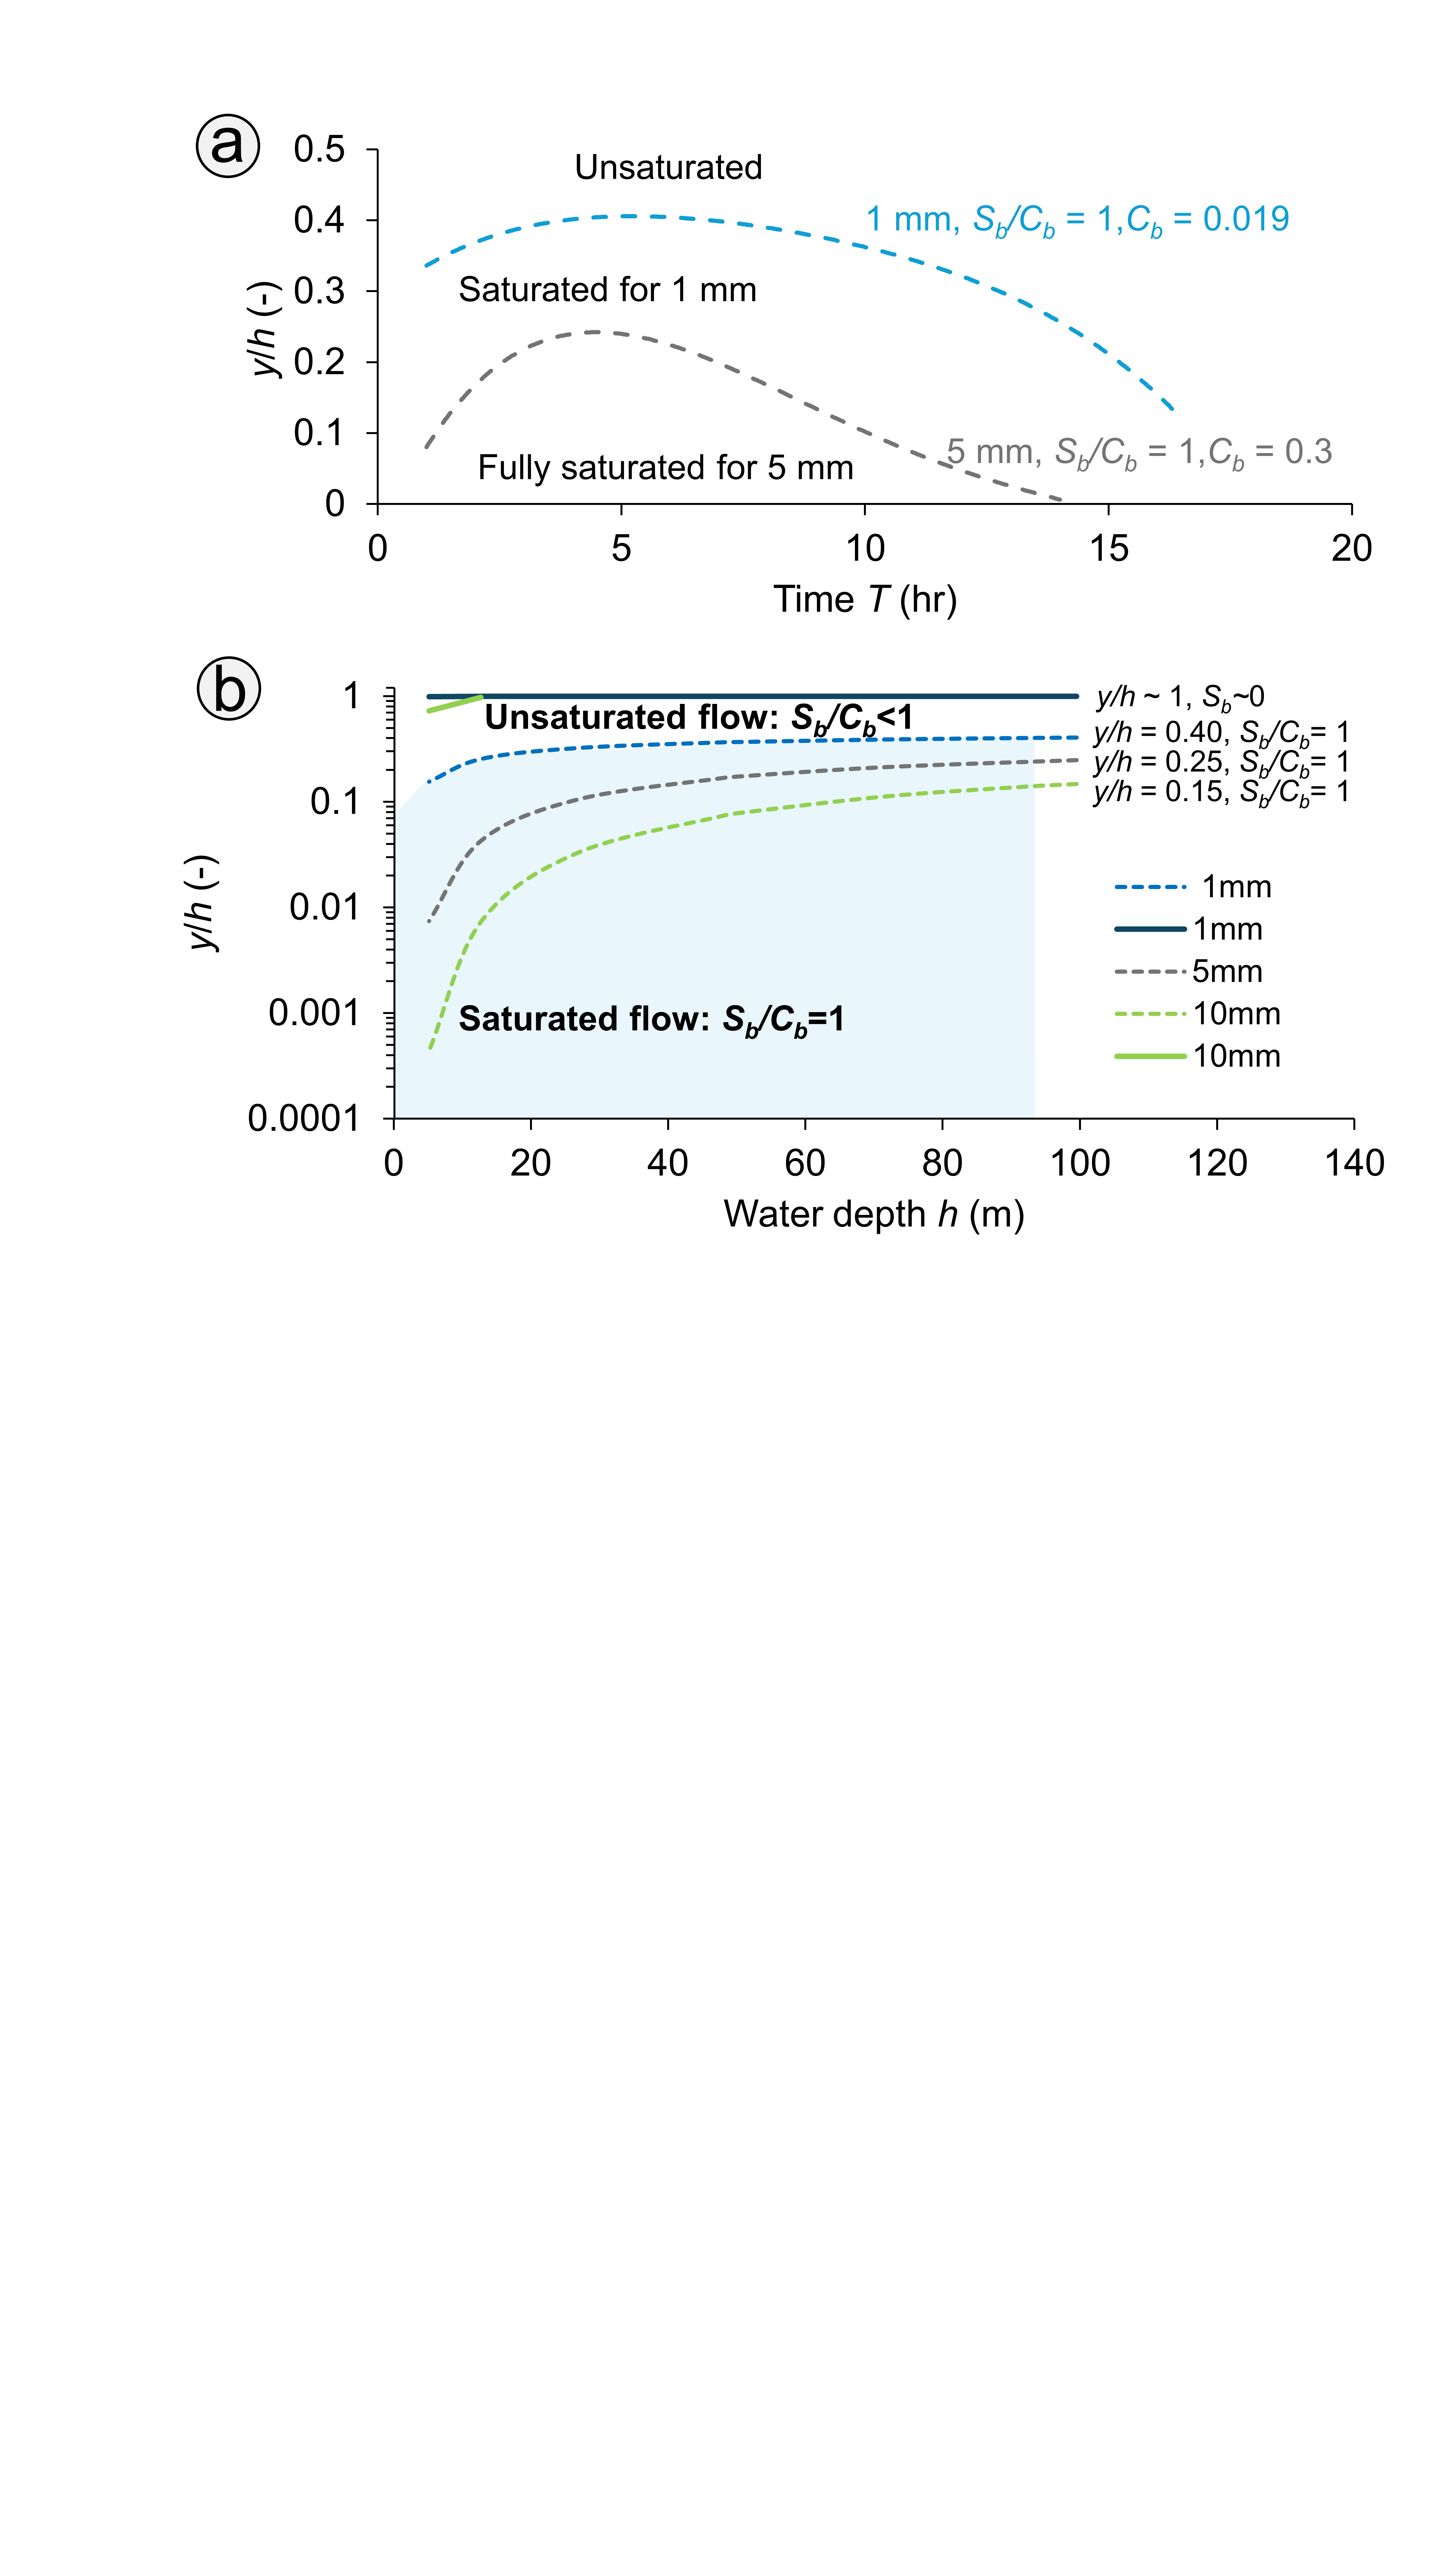 a
0.5
Unsaturated
0.4
1 mm, Sb/Cb = 1,Cb = 0.019
0.3
Saturated for 1 mm
y/h (-)
0.2
0.1
5 mm, Sb/Cb = 1,Cb = 0.3
Fully saturated for 5 mm
0
0 5 10 15 20
Time T (hr)
b
1
y/h ~ 1, Sb~0
Unsaturated flow: Sb/Cb<1
y/h = 0.40, Sb/Cb= 1
y/h = 0.25, Sb/Cb= 1
y/h = 0.15, Sb/Cb= 1
0.1
y/h (-)
1mm
0.01
1mm
5mm
0.001
10mm
Saturated flow: Sb/Cb=1
10mm
0.0001
0 20 40 60 80 100 120 140
Water depth h (m)